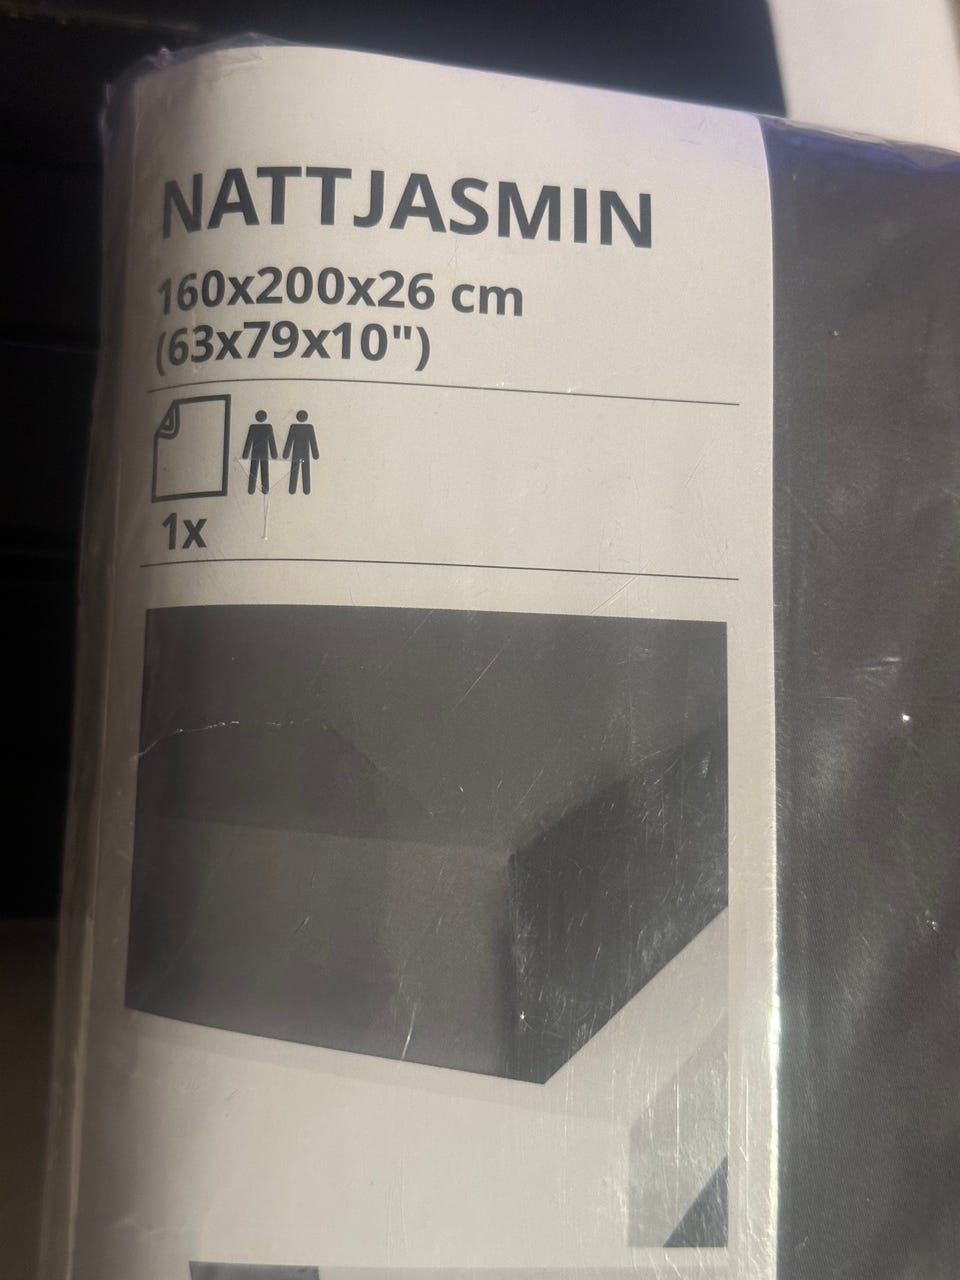 NATTJASMIN
160x200x26 cm
(63x79x10")
1x